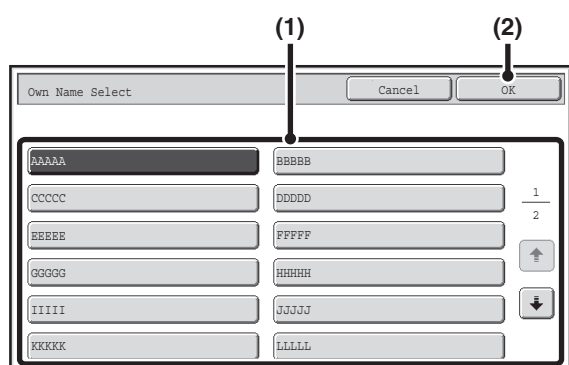 (1) (2)
Own Name Select Cancel OK
AAAAA BBBBB
CCCCC DDDDD 1
2
EEEEE FFFFF
GGGGG HHHHH
IIIII JJJJJ
KKKKK LLLLL